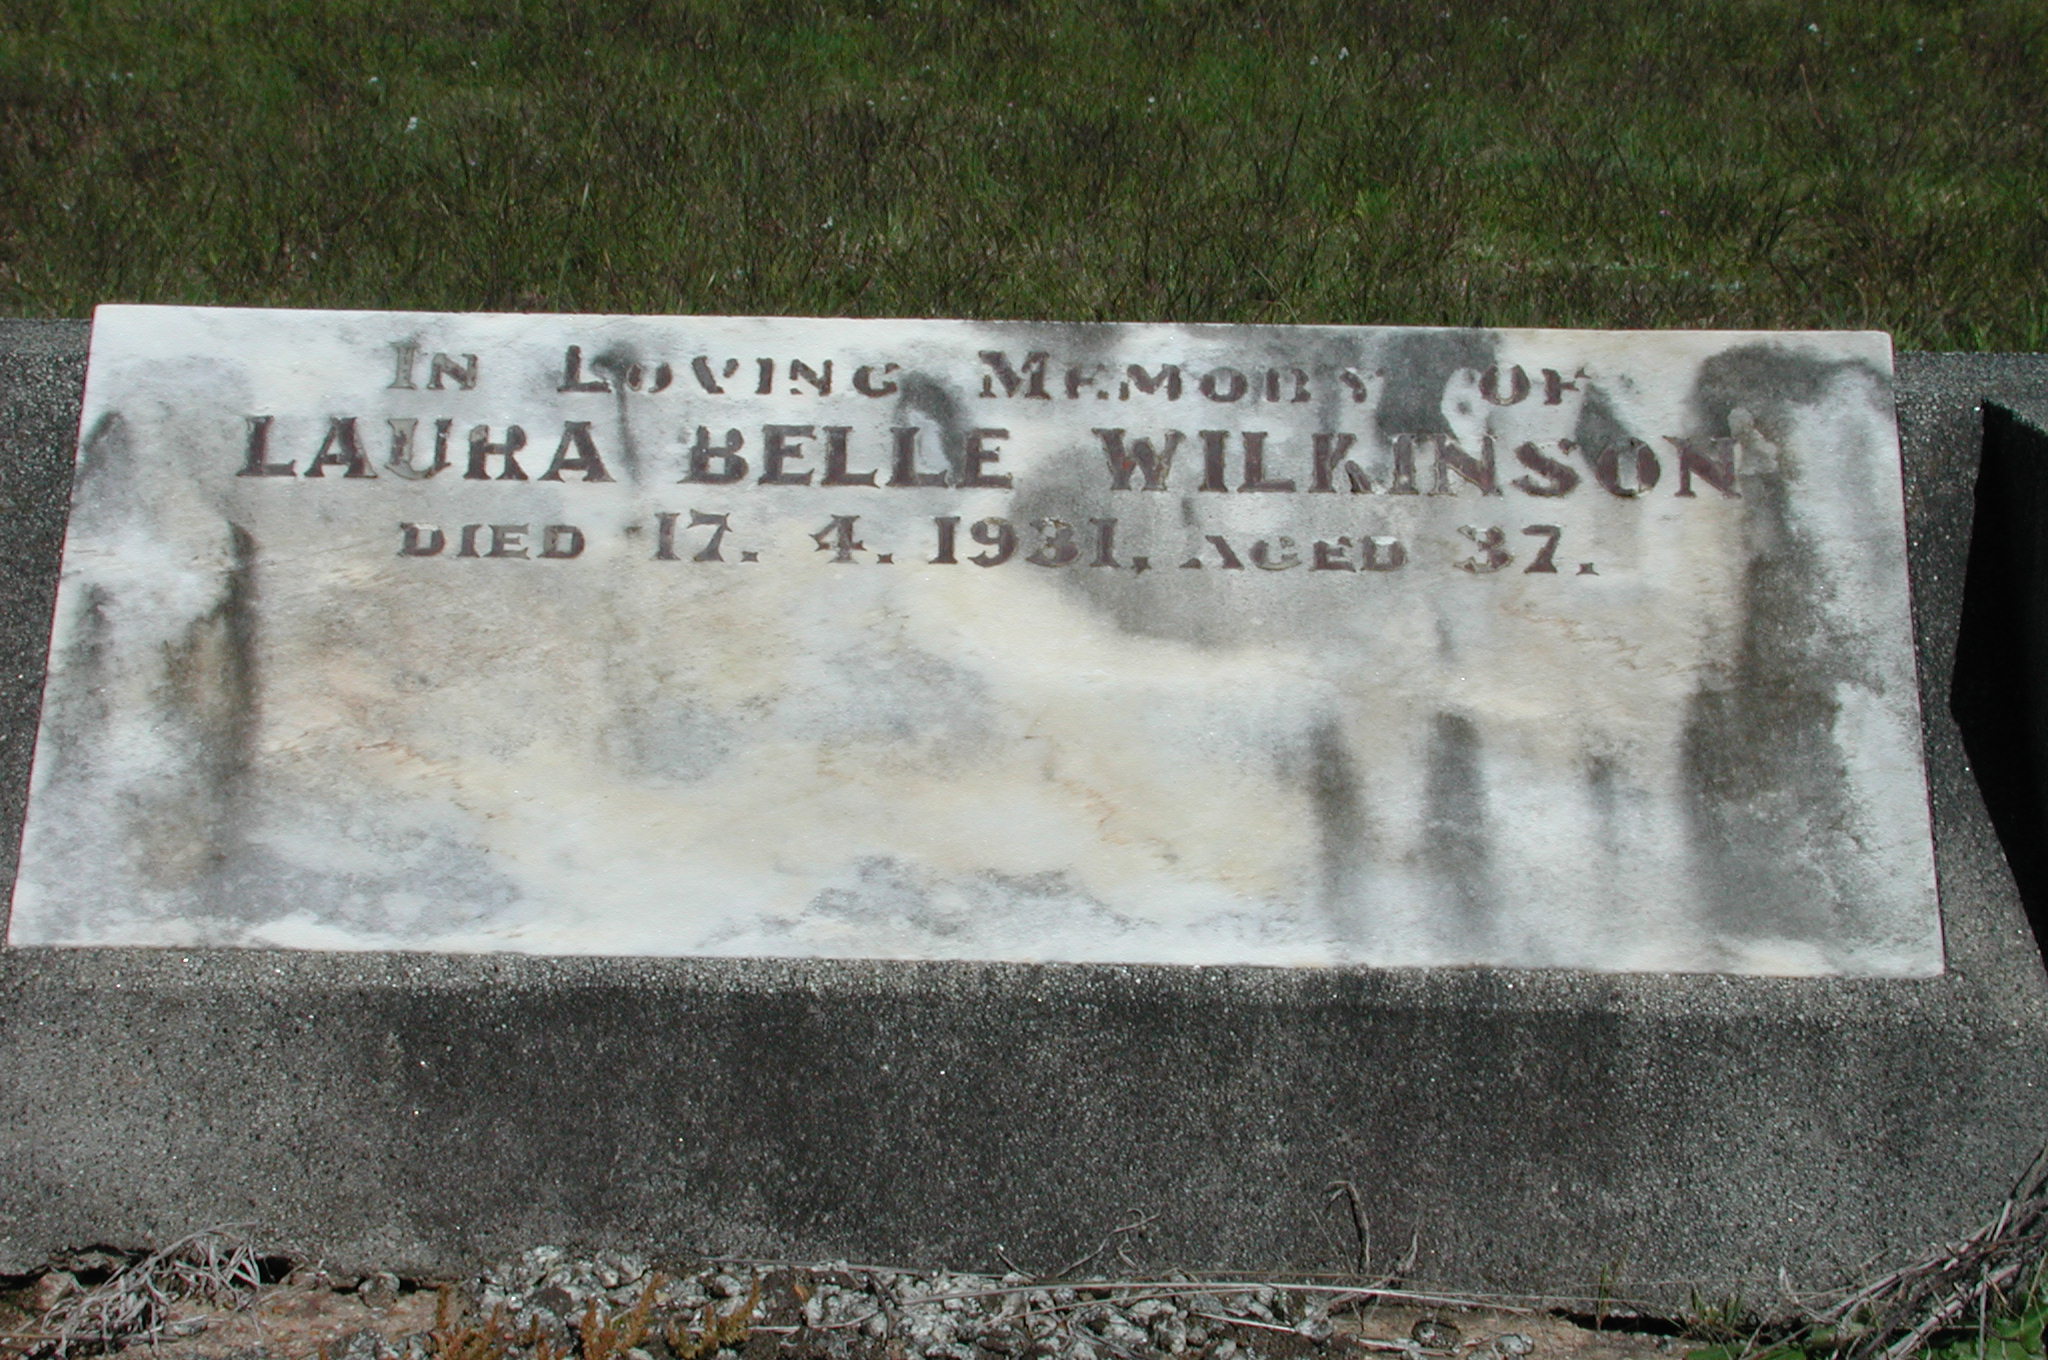 In Loving Memory of
LAURA BELLE WILKINSON
DIED 17. 4. 1931, AGED 37.